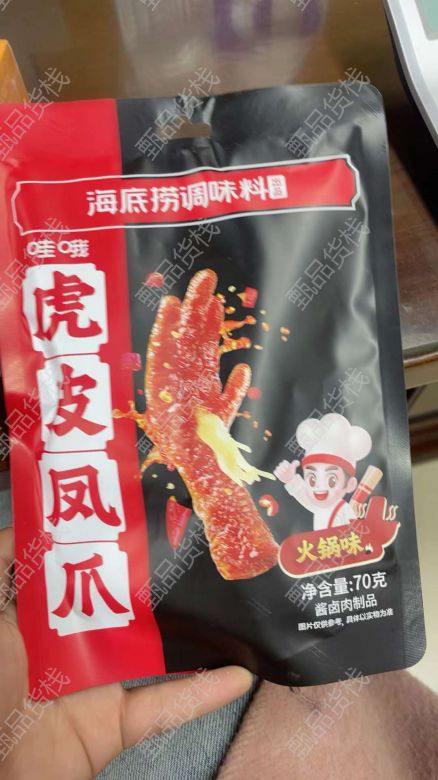 海底捞调味料
哇哦
虎皮凤爪
火锅味
净含量:70克
酱卤肉制品
图片仅供参考，具体以实物为准
甄品货栈